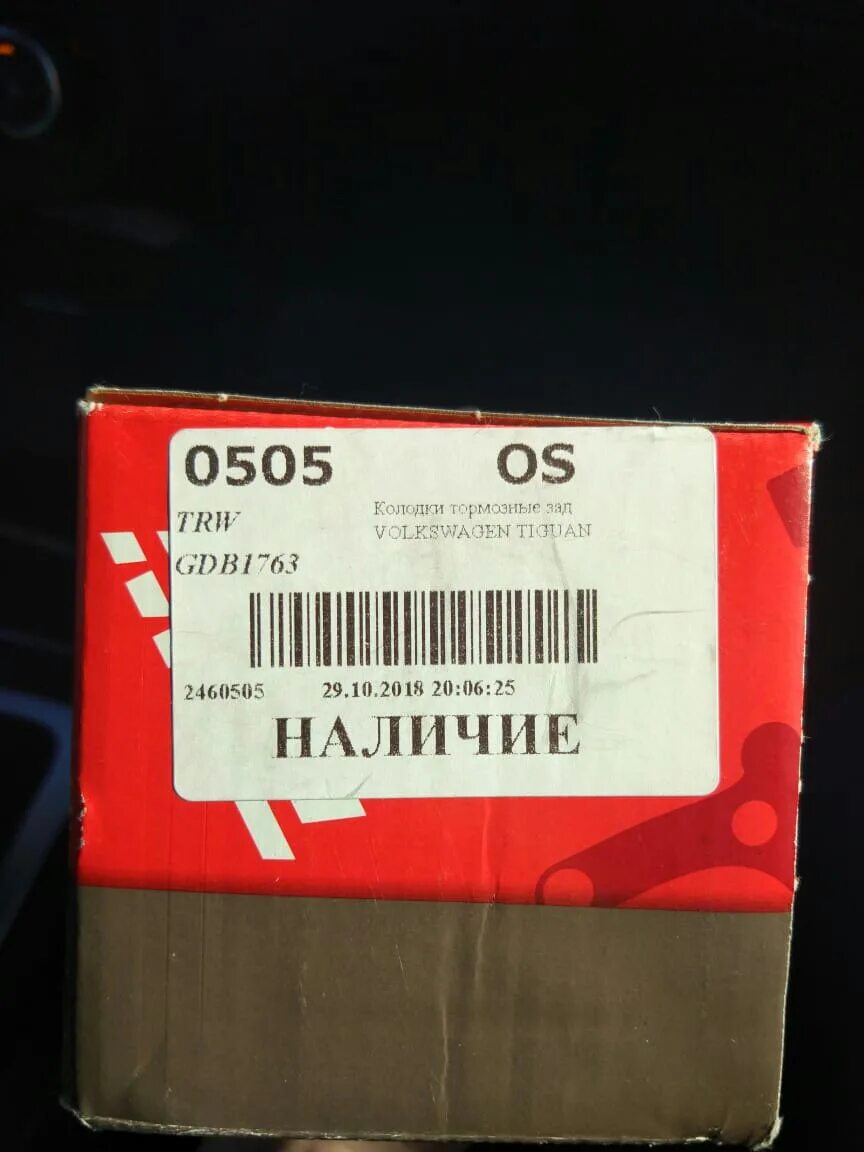 0505 OS
TRW
GDB1763
Колодки тормозные зад
VOLKSWAGEN TIGUAN
2460505 29.10.2018 20:06:25
НАЛИЧИЕ